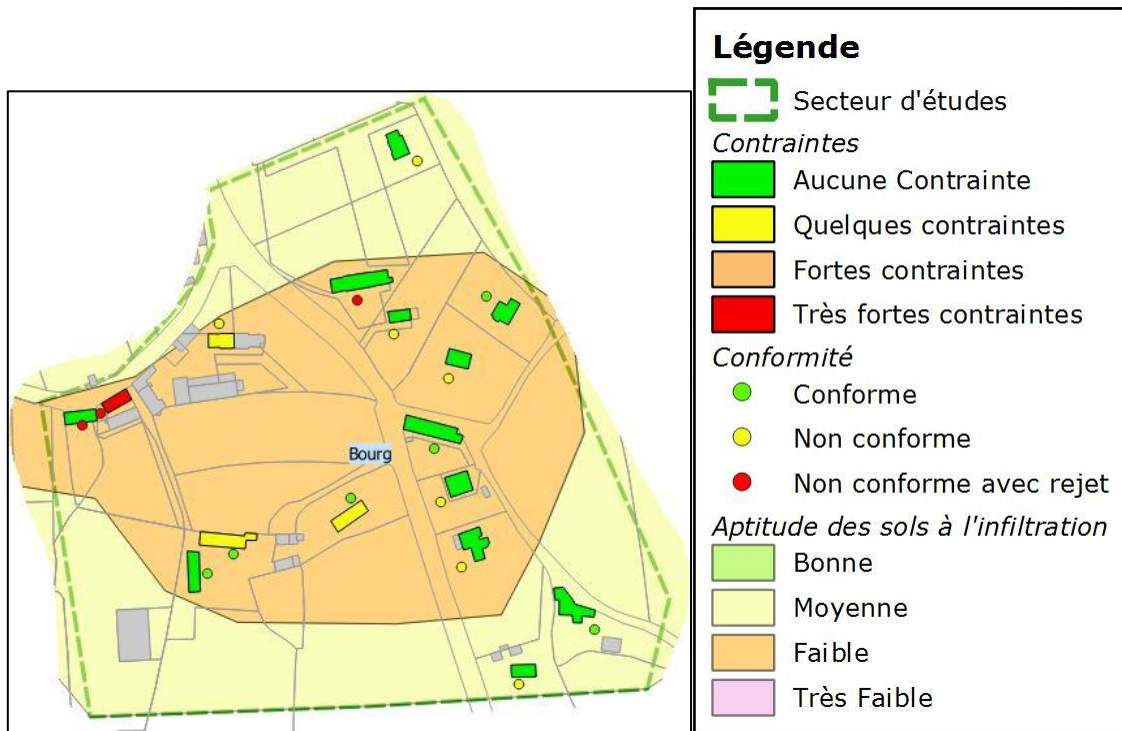 Légende
Secteur d'études
Contraintes
Aucune Contrainte
Quelques contraintes
Fortes contraintes
Très fortes contraintes
Conformité
Conforme
Non conforme
Non conforme avec rejet
Aptitude des sols à l'infiltration
Bonne
Moyenne
Faible
Très Faible
Bourg